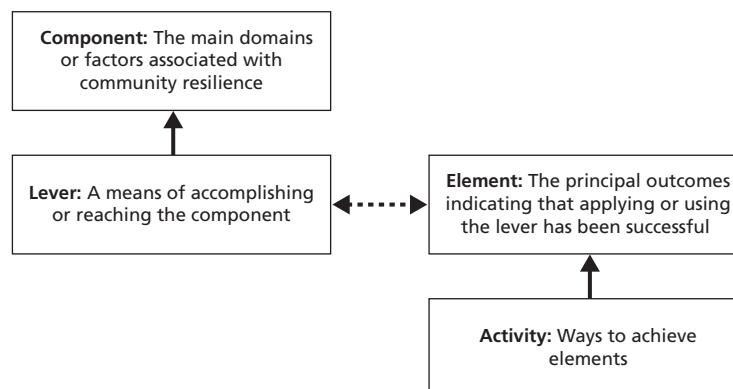 Component: The main domains
or factors associated with
community resilience
Lever: A means of accomplishing
or reaching the component
Element: The principal outcomes
indicating that applying or using
the lever has been successful
Activity: Ways to achieve
elements